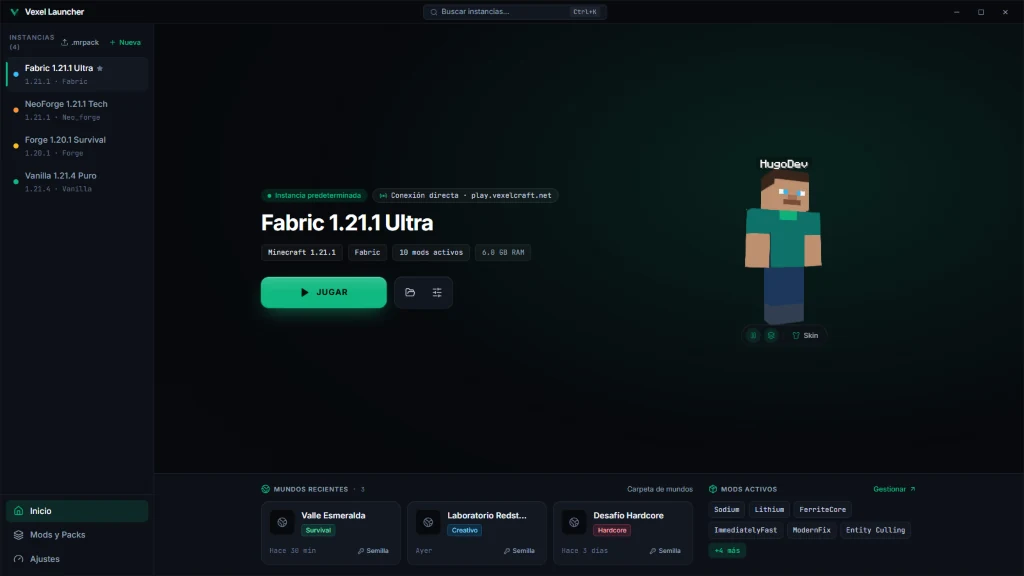 Vexel Launcher
Buscar instancias...
Ctrl+K
INSTANCIAS
(4)
.mrpack
+ Nueva
Fabric 1.21.1 Ultra ★
1.21.1 · Fabric
NeoForge 1.21.1 Tech
1.21.1 · Neo_forge
Forge 1.20.1 Survival
1.20.1 · Forge
Vanilla 1.21.4 Puro
1.21.4 · Vanilla
HugoDev
Instancia predeterminada
Conexión directa · play.vexelcraft.net
Fabric 1.21.1 Ultra
Minecraft 1.21.1
Fabric
10 mods activos
6.0 GB RAM
JUGAR
Skin
Inicio
Mods y Packs
Ajustes
MUNDOS RECIENTES · 3
Carpeta de mundos
Valle Esmeralda
Survival
Hace 30 min
Semilla
Laboratorio Redst...
Creativo
Ayer
Semilla
Desafio Hardcore
Hardcore
Hace 3 días
Semilla
MODS ACTIVOS
Gestionar ↗
Sodium
Lithium
FerriteCore
ImmediatelyFast
ModernFix
Entity Culling
+4 más